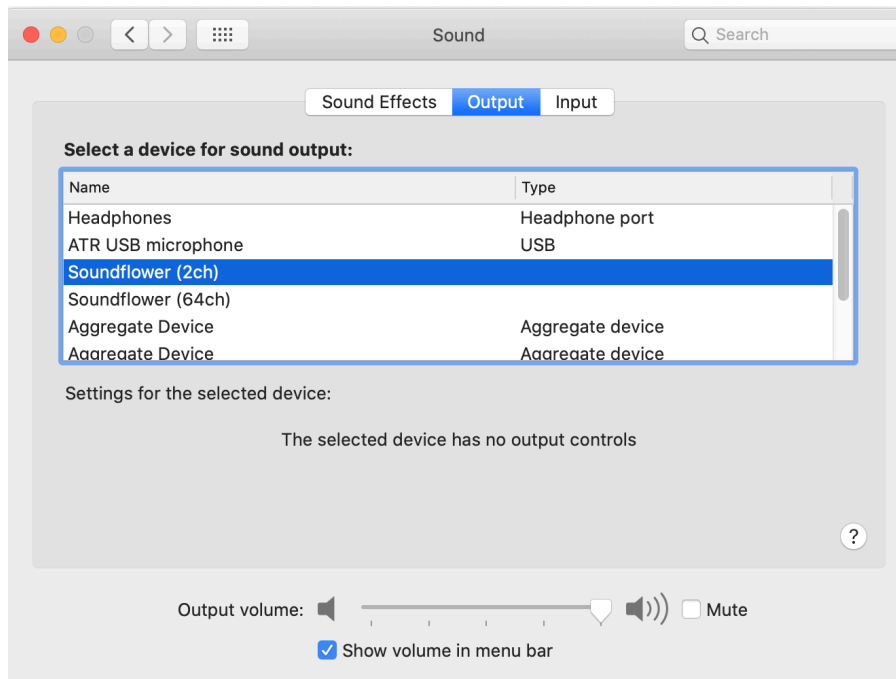 Sound
Search
Sound Effects Output Input
Select a device for sound output:
Name Type
Headphones Headphone port
ATR USB microphone USB
Soundflower (2ch)
Soundflower (64ch)
Aggregate Device Aggregate device
Aggregate Device Aggregate device
Settings for the selected device:
The selected device has no output controls
?
Output volume: Mute
Show volume in menu bar